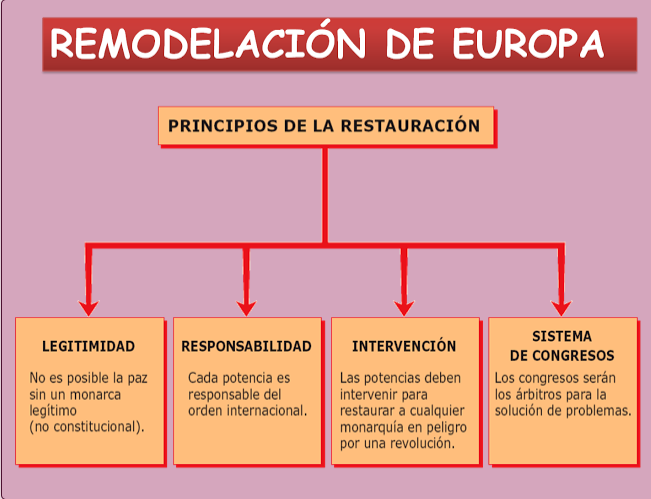 REMODELACIÓN DE EUROPA
PRINCIPIOS DE LA RESTAURACIÓN
LEGITIMIDAD
No es posible la paz
sin un monarca
legítimo
(no constitucional).
RESPONSABILIDAD
Cada potencia es
responsable del
orden internacional.
INTERVENCIÓN
Las potencias deben
intervenir para
restaurar a cualquier
monarquía en peligro
por una revolución.
SISTEMA
DE CONGRESOS
Los congresos serán
los árbitros para la
solución de problemas.